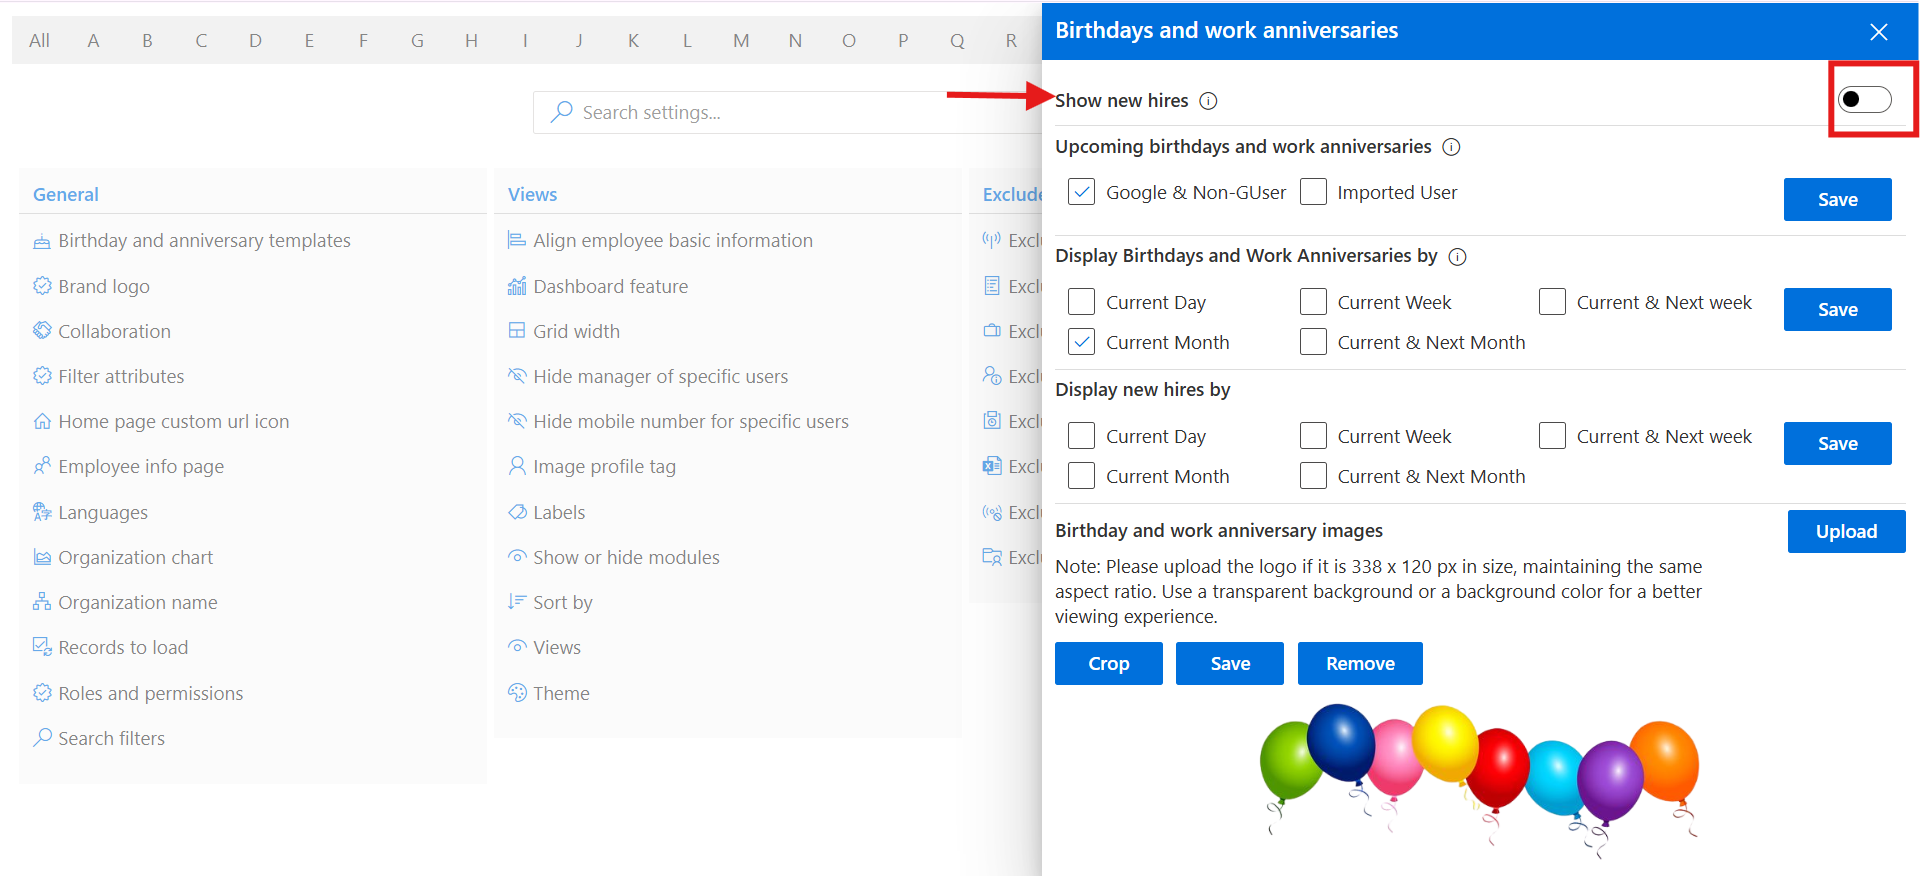 All A B C D E F G H I J K L M N O P Q R
Search settings...
General
Birthday and anniversary templates
Brand logo
Collaboration
Filter attributes
Home page custom url icon
Employee info page
Languages
Organization chart
Organization name
Records to load
Roles and permissions
Search filters
Views
Align employee basic information
Dashboard feature
Grid width
Hide manager of specific users
Hide mobile number for specific users
Image profile tag
Labels
Show or hide modules
Sort by
Views
Theme
Exclude
Excl
Excl
Excl
Excl
Excl
Excl
Excl
Excl
Birthdays and work anniversaries
Show new hires
Upcoming birthdays and work anniversaries
Google & Non-GUser Imported User
Save
Display Birthdays and Work Anniversaries by
Current Day Current Week Current & Next week
Save
Current Month Current & Next Month
Display new hires by
Current Day Current Week Current & Next week
Save
Current Month Current & Next Month
Birthday and work anniversary images
Upload
Note: Please upload the logo if it is 338 x 120 px in size, maintaining the same
aspect ratio. Use a transparent background or a background color for a better
viewing experience.
Crop Save Remove